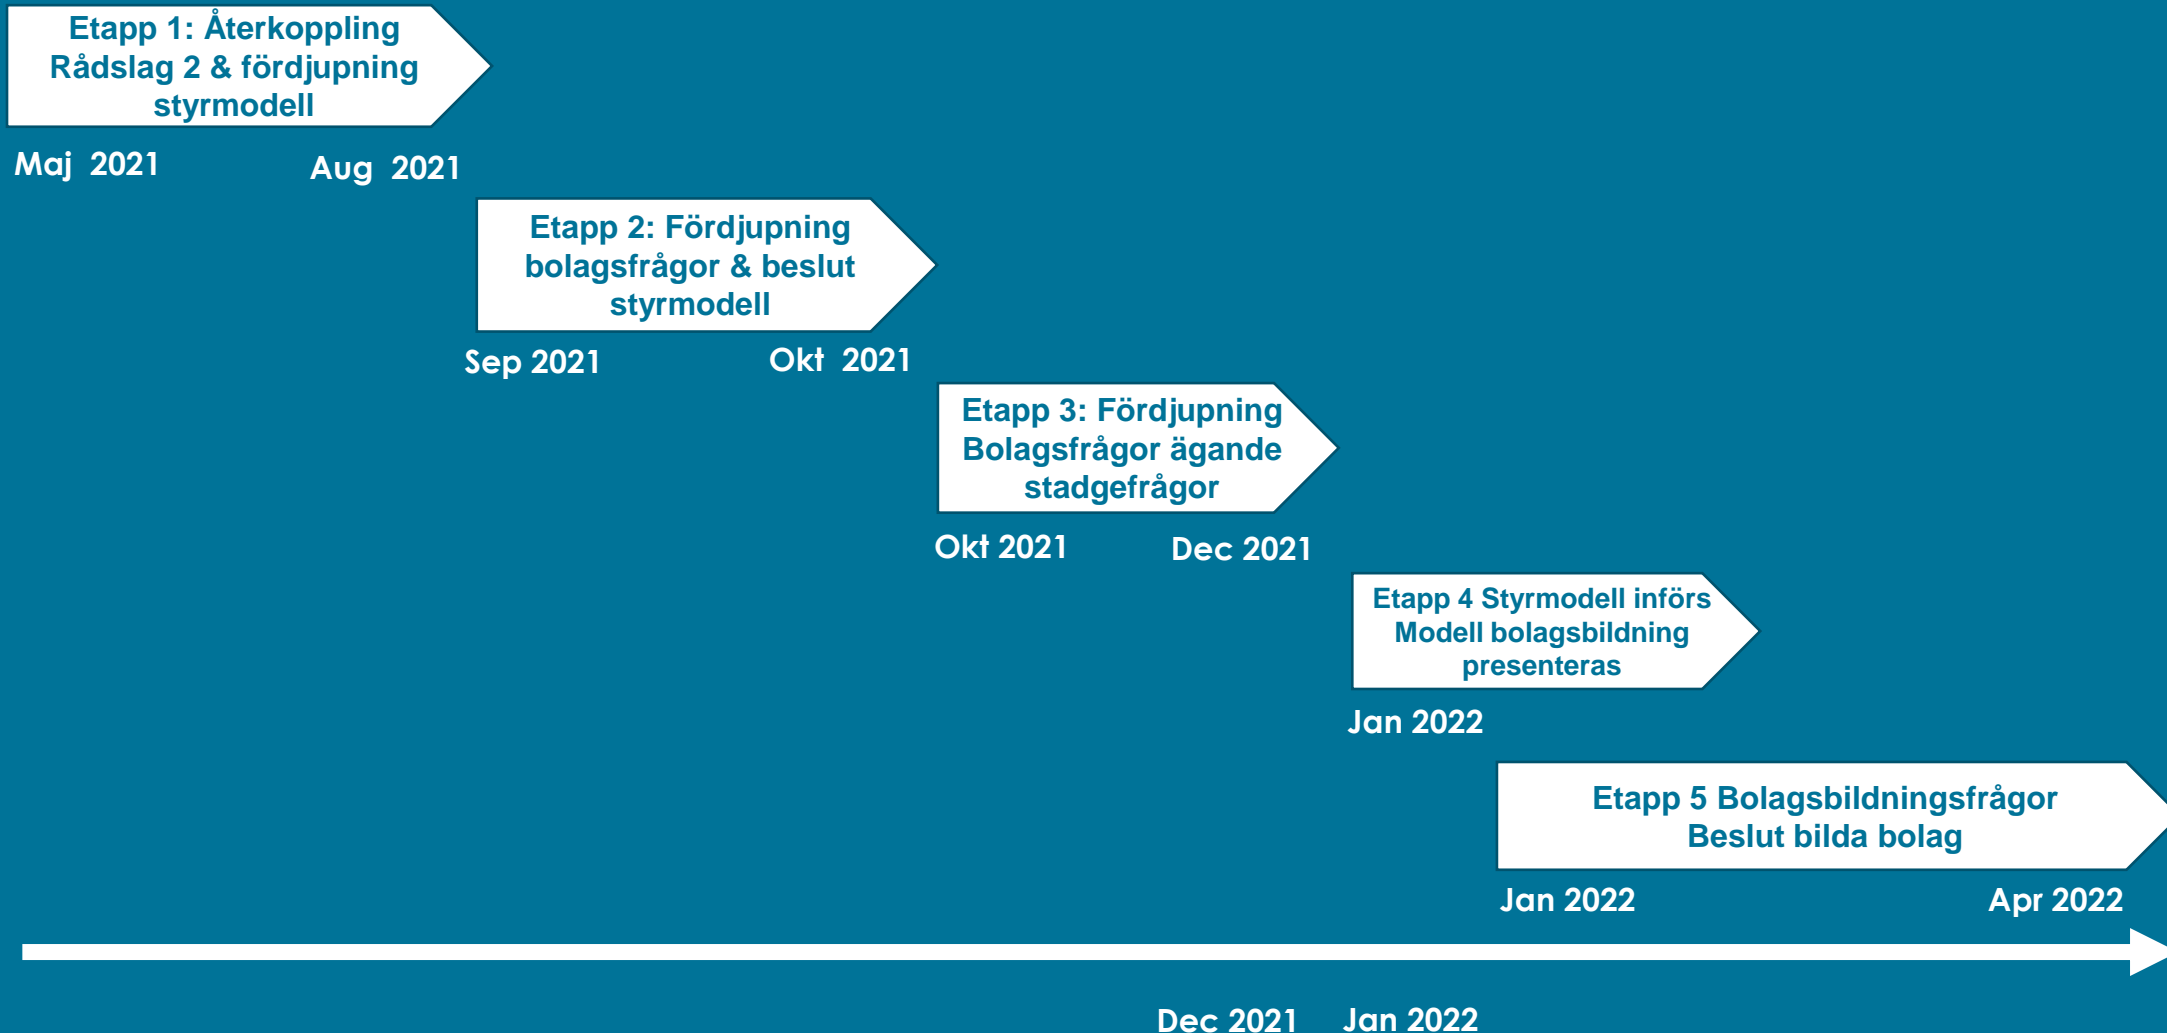 Etapp 1: Återkoppling
Rådslag 2 & fördjupning
styrmodell
Maj 2021
Aug 2021
Etapp 2: Fördjupning
bolagsfrågor & beslut
styrmodell
Sep 2021
Okt 2021
Etapp 3: Fördjupning
Bolagsfrågor ägande
stadgefrågor
Okt 2021
Dec 2021
Etapp 4 Styrmodell införs
Modell bolagsbildning
presenteras
Jan 2022
Etapp 5 Bolagsbildningsfrågor
Beslut bilda bolag
Jan 2022
Apr 2022
Dec 2021
Jan 2022